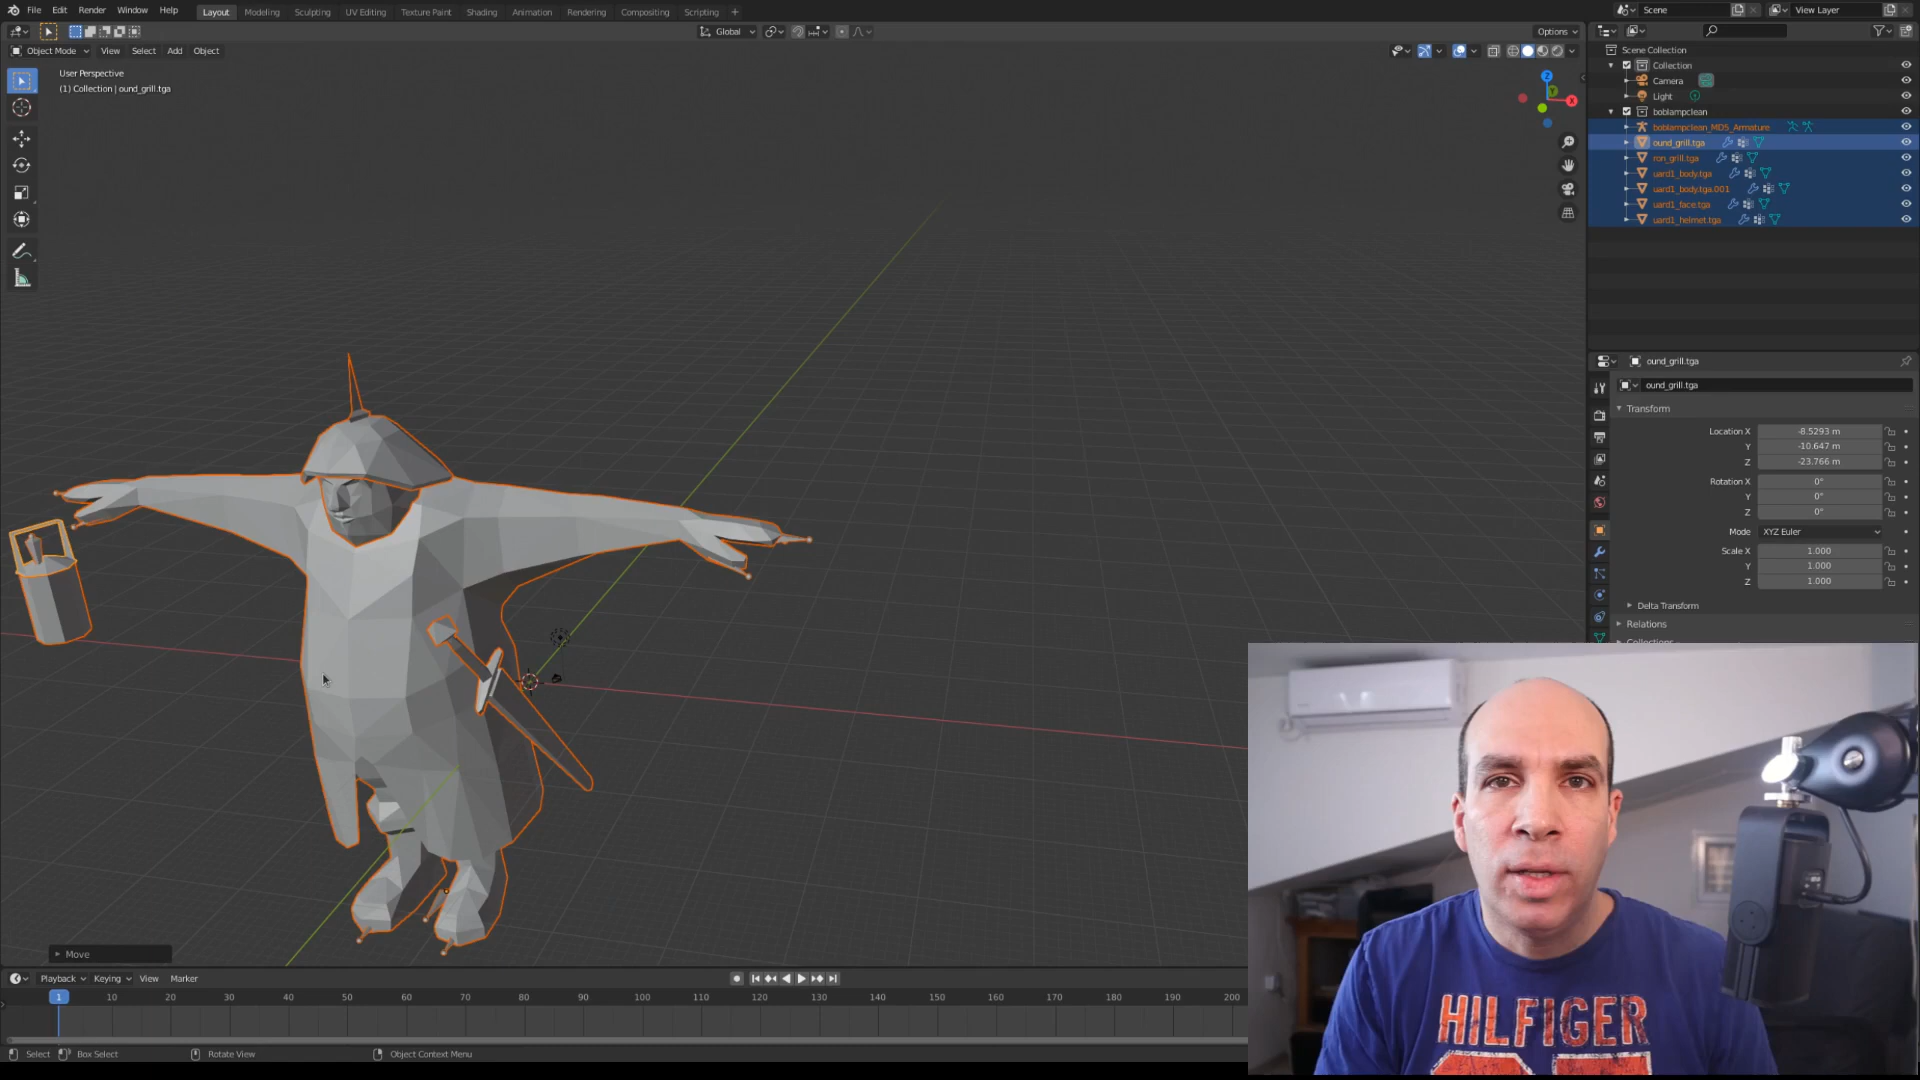 File Edit Render Window Help
Layout Modeling Sculpting UV Editing Texture Paint Shading Animation Rendering Compositing Scripting +
Scene
View Layer
Global
Options
Object Mode View Select Add Object
User Perspective
(1) Collection | ound_grill.tga
Z
Y
X
Scene Collection
Collection
Camera
Light
boblampclean
boblampclean_MD5_Armature
ound_grill.tga
ron_grill.tga
uard1_body.tga
uard1_body.tga.001
uard1_face.tga
uard1_helmet.tga
ound_grill.tga
ound_grill.tga
Transform
Location X -8.5293 m
Y -10.647 m
Z -23.766 m
Rotation X 0°
Y 0°
Z 0°
Mode XYZ Euler
Scale X 1.000
Y 1.000
Z 1.000
Delta Transform
Relations
Move
Playback Keying View Marker
1 10 20 30 40 50 60 70 80 90 100 110 120 130 140 150 160 170 180 190 200
Select Box Select Rotate View Object Context Menu
HILFIGER